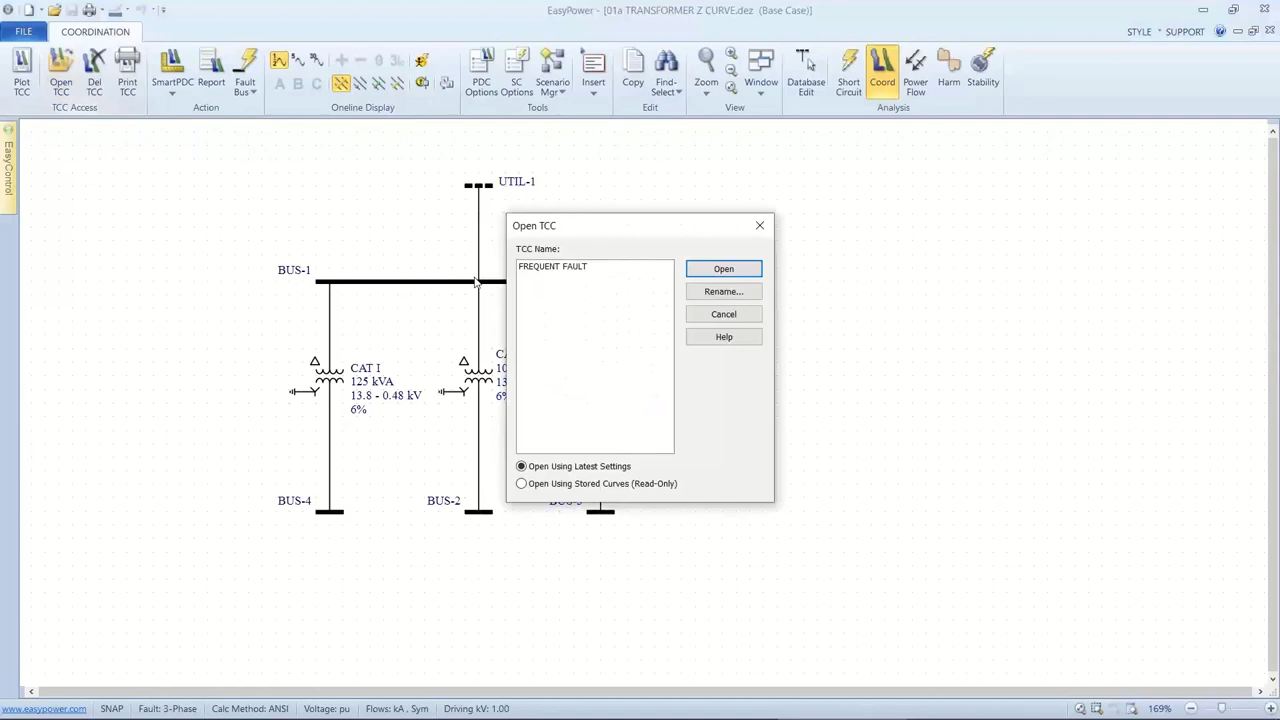 EasyPower - [01a TRANSFORMER Z CURVE.dez (Base Case)]
FILE
COORDINATION
STYLE
SUPPORT
Plot TCC
Open TCC
Del TCC
Print TCC
SmartPDC
Report
Fault Bus
PDC Options
SC Options
Scenario Mgr
Insert
Copy
Find-Select
Zoom
Window
Database Edit
Short Circuit
Coord
Power Flow
Harm
Stability
TCC Access
Action
Oneline Display
Tools
Edit
View
Analysis
EasyControl
UTIL-1
BUS-1
CAT I
125 kVA
13.8 - 0.48 kV
6%
BUS-4
BUS-2
Open TCC
TCC Name:
FREQUENT FAULT
Open
Rename...
Cancel
Help
Open Using Latest Settings
Open Using Stored Curves (Read-Only)
www.easypower.com
SNAP
Fault: 3-Phase
Calc Method: ANSI
Voltage: pu
Flows: kA , Sym
Driving kV: 1.00
169%